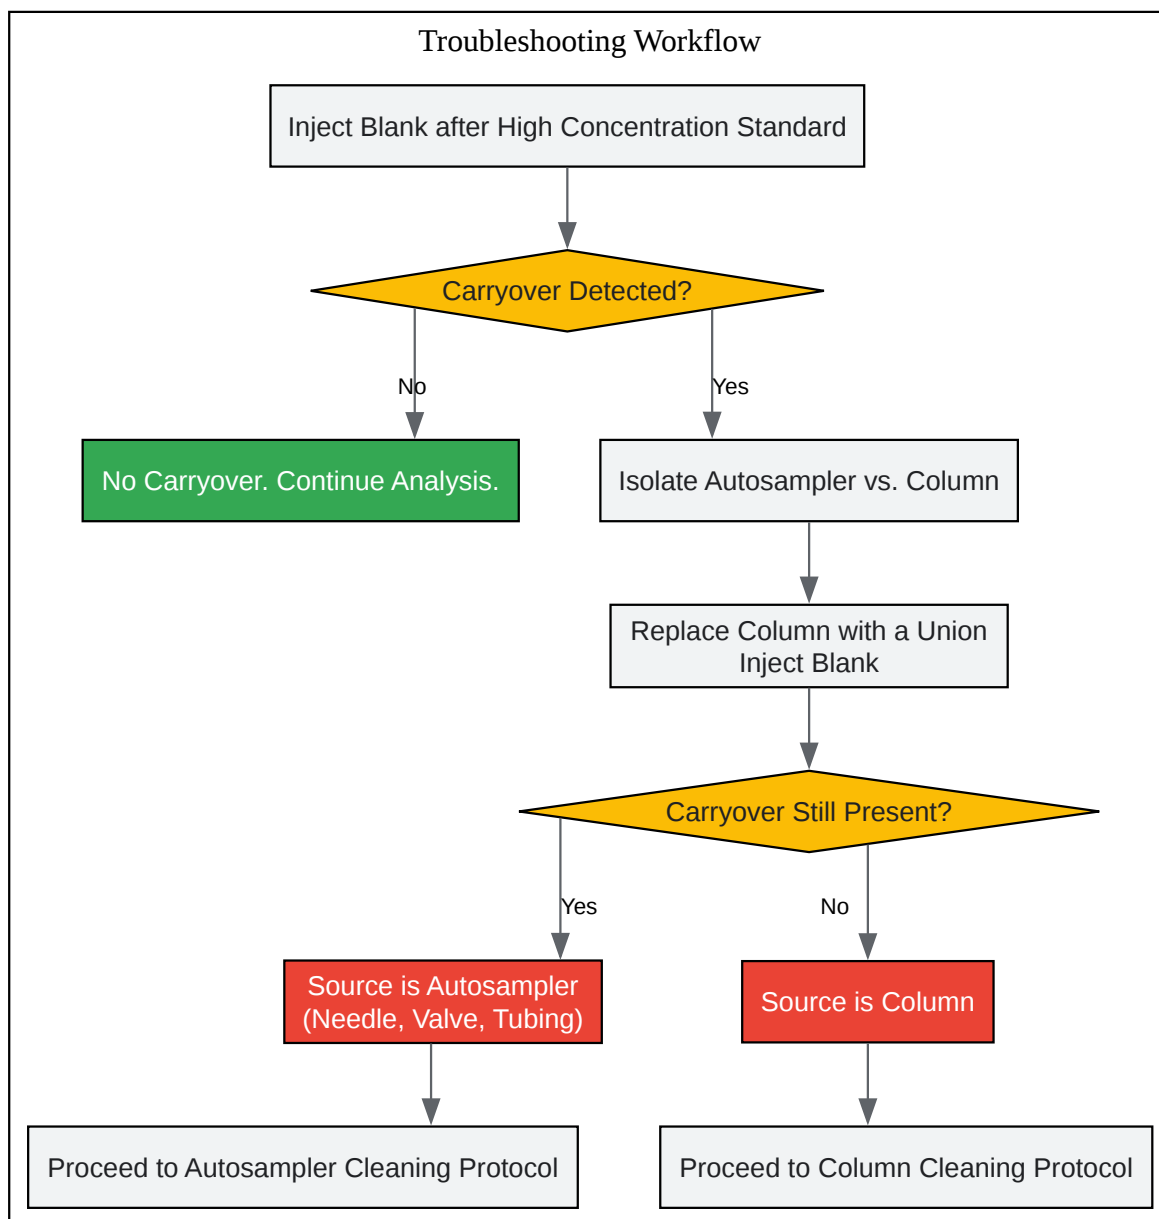 Troubleshooting Workflow
Inject Blank after High Concentration Standard
Carryover Detected?
No
Yes
No Carryover. Continue Analysis.
Isolate Autosampler vs. Column
Replace Column with a Union
Inject Blank
Carryover Still Present?
Yes
No
Source is Autosampler
(Needle, Valve, Tubing)
Source is Column
Proceed to Autosampler Cleaning Protocol
Proceed to Column Cleaning Protocol